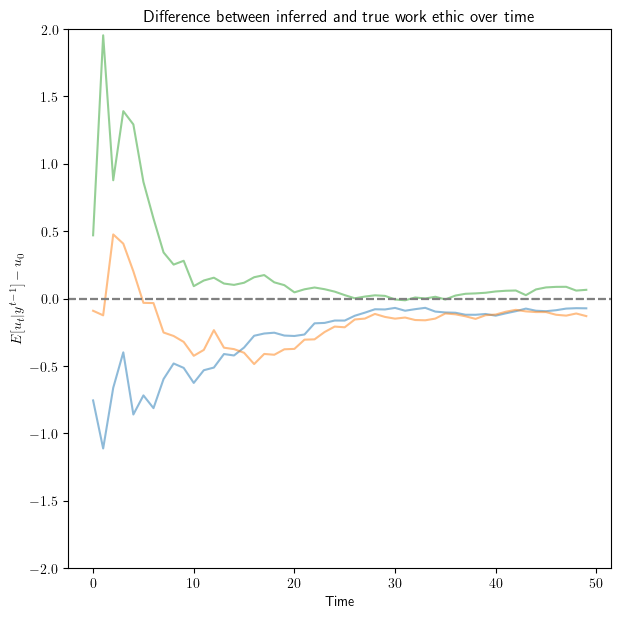 Difference between inferred and true work ethic over time
2.0
1.5
1.0
0.5
0.0
−0.5
−1.0
−1.5
−2.0
E[u_t|y^{t−1}] − u_0
0 10 20 30 40 50
Time